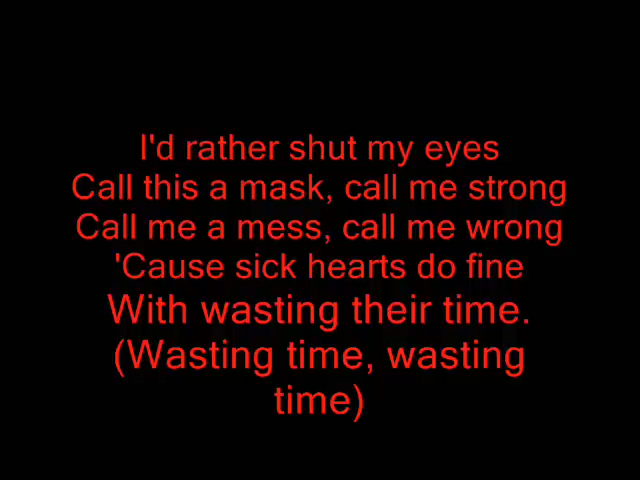 I'd rather shut my eyes
Call this a mask, call me strong
Call me a mess, call me wrong
'Cause sick hearts do fine
With wasting their time.
(Wasting time, wasting
time)